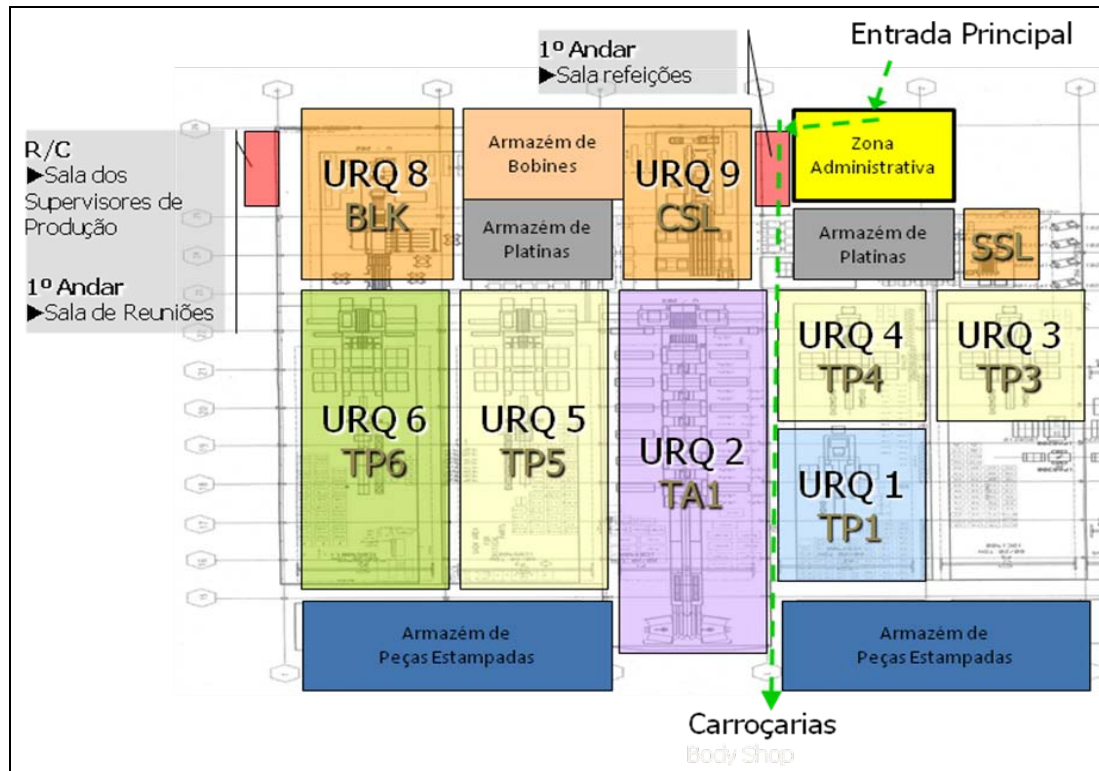 Entrada Principal
1º Andar
►Sala refeições
R/C
►Sala dos
Supervisores de
Produção
1º Andar
►Sala de Reuniões
URQ 8
BLK
Armazém de
Bobines
Armazém de
Platinas
URQ 9
CSL
Zona
Administrativa
Armazém de
Platinas
SSL
URQ 6
TP6
URQ 5
TP5
URQ 2
TA1
URQ 4
TP4
URQ 3
TP3
URQ 1
TP1
Armazém de
Peças Estampadas
Armazém de
Peças Estampadas
Carroçarias
Body Shop